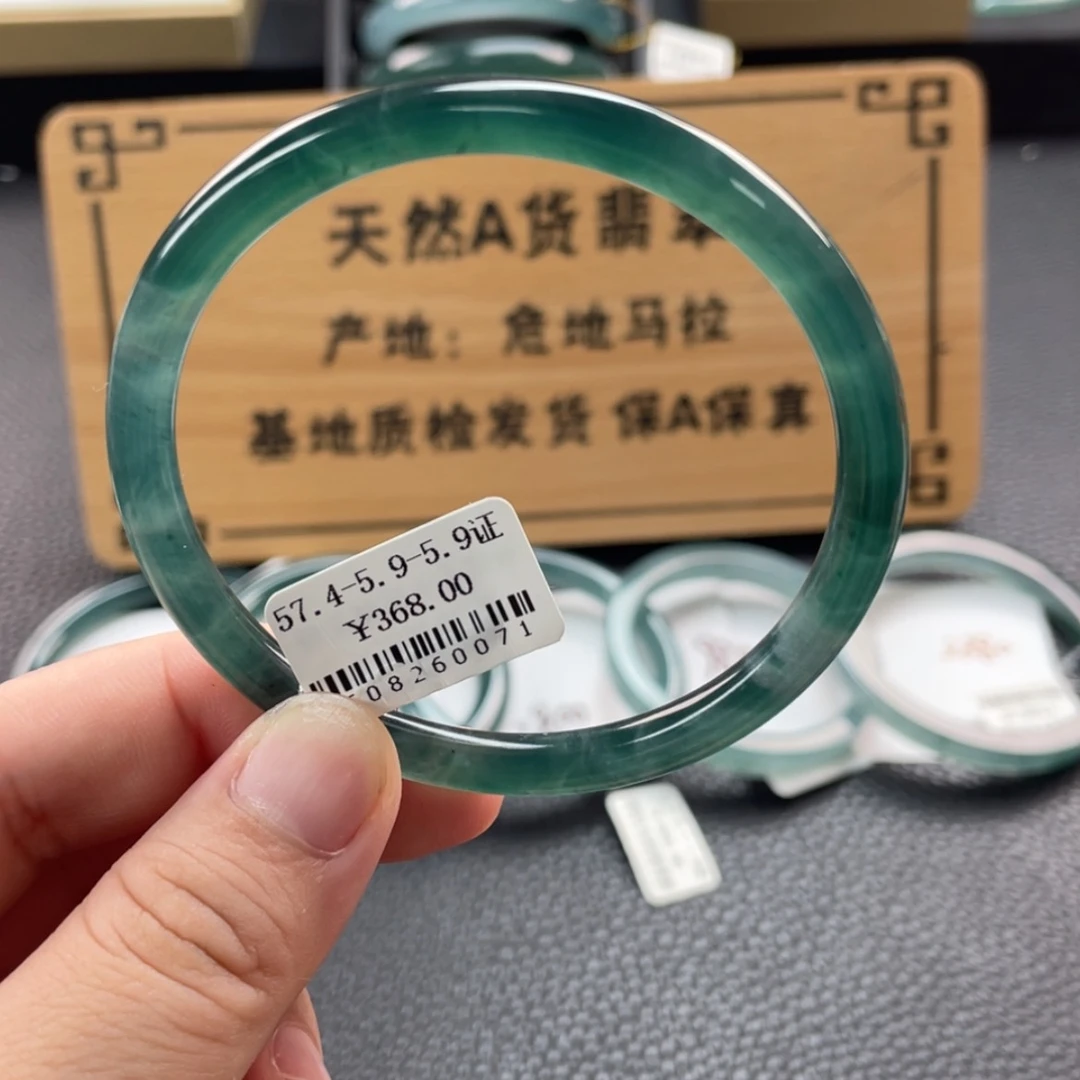 天然A货翡翠
产地：危地马拉
基地质检发货 保A保真
57.4-5.9-5.9证
¥368.00
08260071